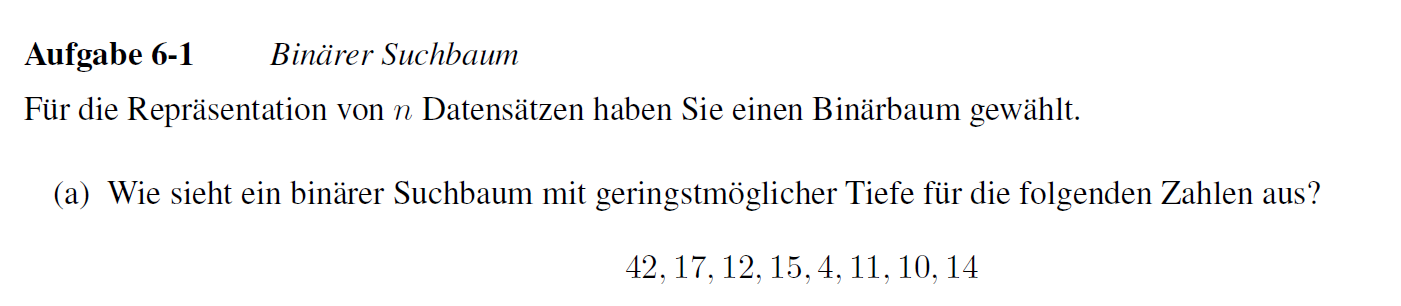 Aufgabe 6-1 Binärer Suchbaum
Für die Repräsentation von n Datensätzen haben Sie einen Binärbaum gewählt.
(a) Wie sieht ein binärer Suchbaum mit geringstmöglicher Tiefe für die folgenden Zahlen aus?
42, 17, 12, 15, 4, 11, 10, 14